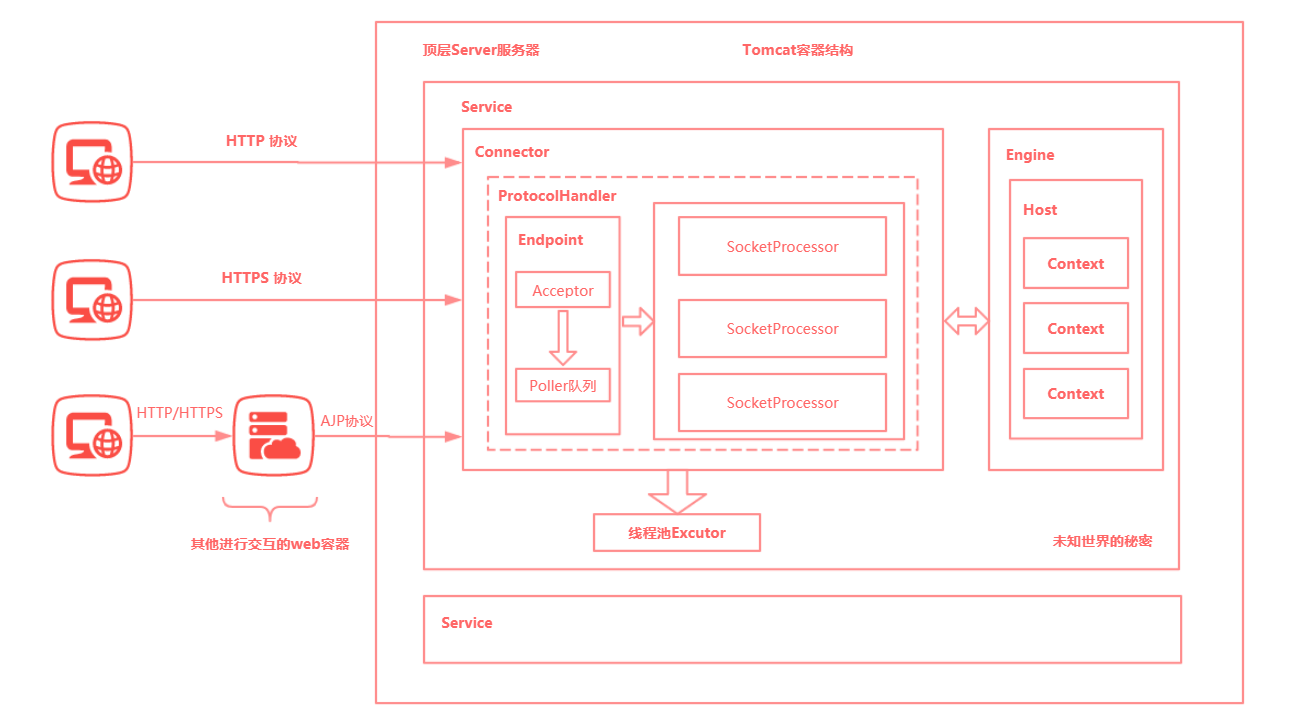 顶层Server服务器
Tomcat容器结构
Service
HTTP 协议
Connector
Engine
ProtocolHandler
Host
Endpoint
SocketProcessor
Context
HTTPS 协议
Acceptor
SocketProcessor
Context
Poller队列
SocketProcessor
Context
HTTP/HTTPS
AJP协议
线程池Excutor
其他进行交互的web容器
未知世界的秘密
Service